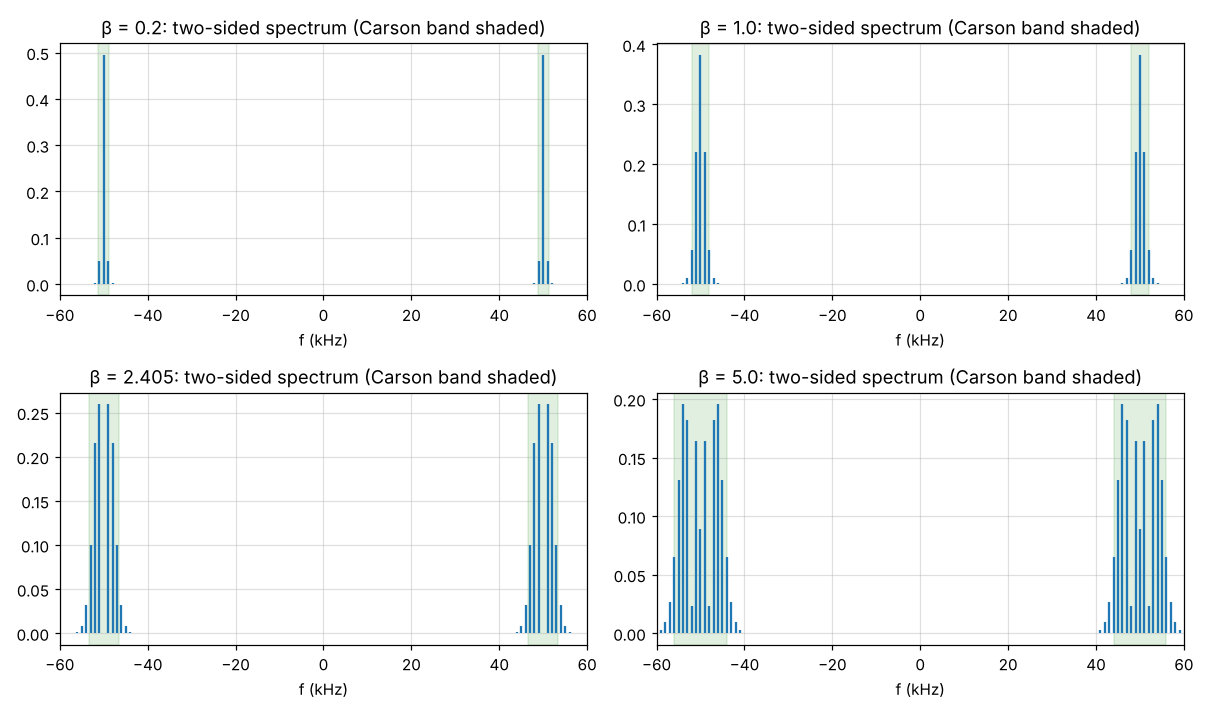 β = 0.2: two-sided spectrum (Carson band shaded)
0.5
0.4
0.3
0.2
0.1
0.0
−60 −40 −20 0 20 40 60
f (kHz)
β = 1.0: two-sided spectrum (Carson band shaded)
0.4
0.3
0.2
0.1
0.0
−60 −40 −20 0 20 40 60
f (kHz)
β = 2.405: two-sided spectrum (Carson band shaded)
0.25
0.20
0.15
0.10
0.05
0.00
−60 −40 −20 0 20 40 60
f (kHz)
β = 5.0: two-sided spectrum (Carson band shaded)
0.20
0.15
0.10
0.05
0.00
−60 −40 −20 0 20 40 60
f (kHz)